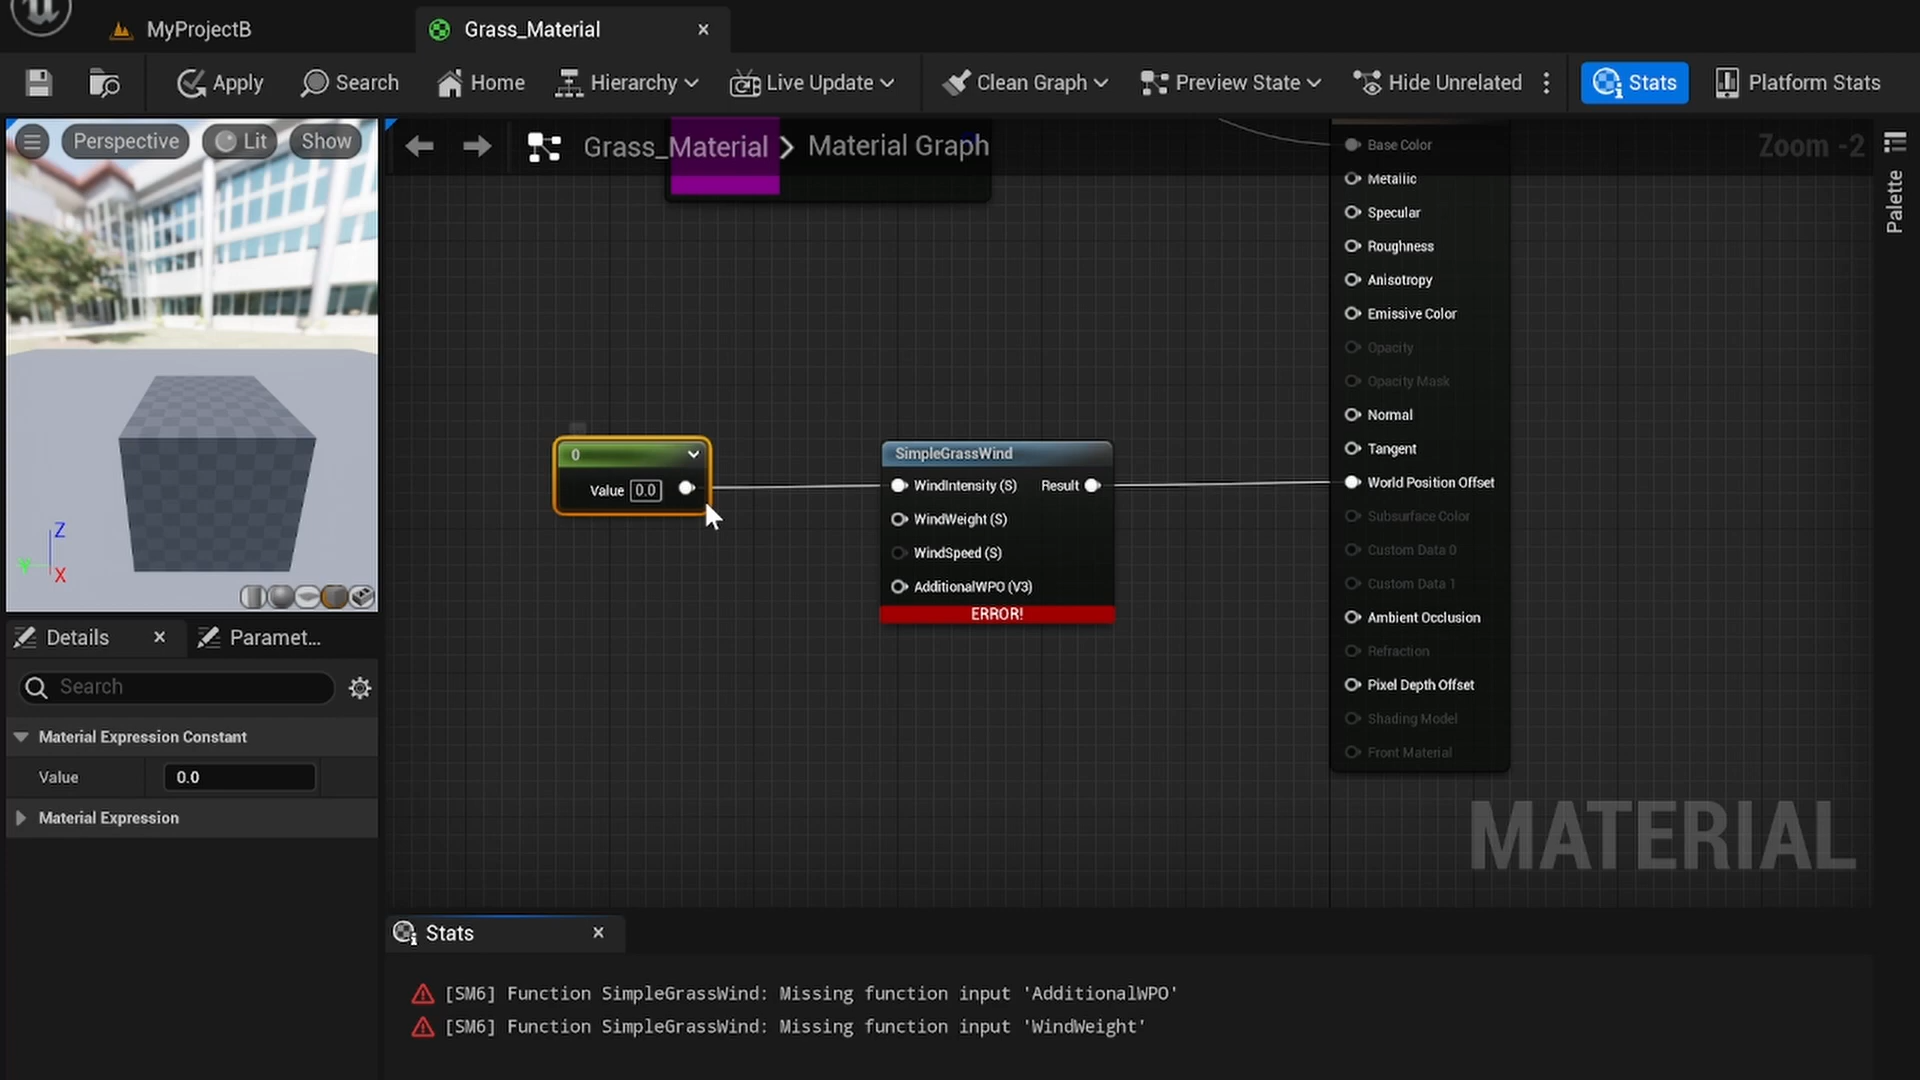 MyProjectB
Grass_Material
Apply
Search
Home
Hierarchy
Live Update
Clean Graph
Preview State
Hide Unrelated
Stats
Platform Stats
Perspective
Lit
Show
Grass_Material > Material Graph
Zoom -2
Palette
Base Color
Metallic
Specular
Roughness
Anisotropy
Emissive Color
Opacity
Opacity Mask
Normal
Tangent
World Position Offset
Subsurface Color
Custom Data 0
Custom Data 1
Ambient Occlusion
Refraction
Pixel Depth Offset
Shading Model
Front Material
0
Value 0.0
SimpleGrassWind
WindIntensity (S) Result
WindWeight (S)
WindSpeed (S)
AdditionalWPO (V3)
ERROR!
Z
Y
X
Details
Paramet...
Search
Material Expression Constant
Value 0.0
Material Expression
MATERIAL
Stats
[SM6] Function SimpleGrassWind: Missing function input 'AdditionalWPO'
[SM6] Function SimpleGrassWind: Missing function input 'WindWeight'